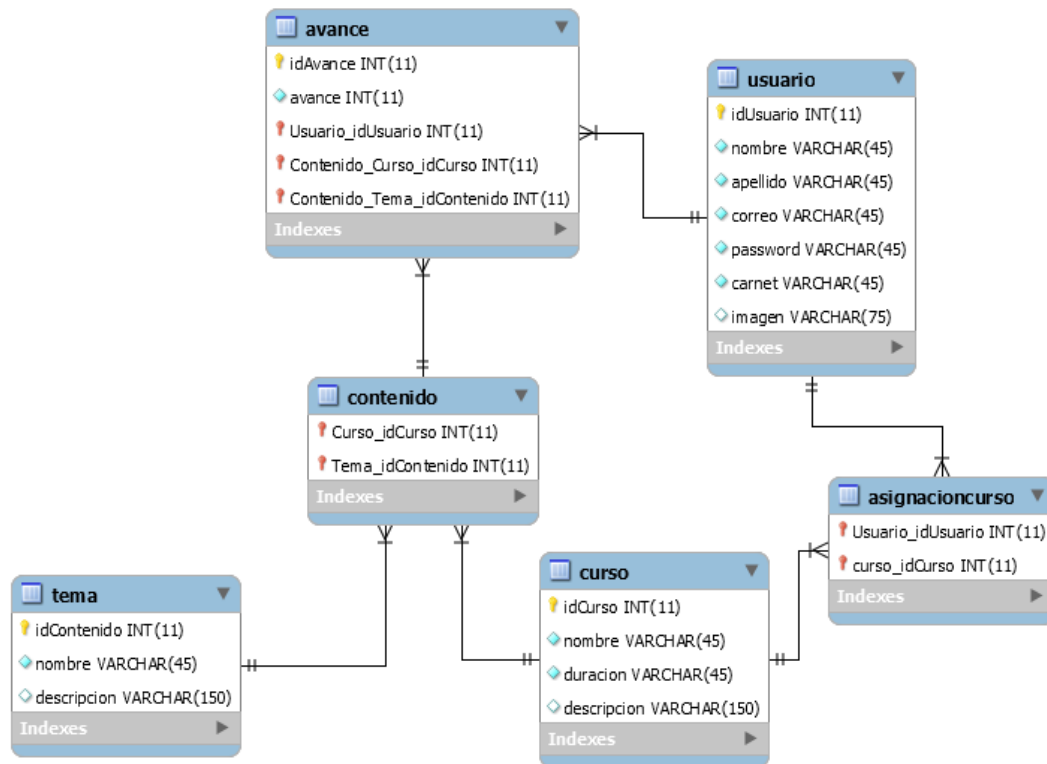 avance
idAvance INT(11)
avance INT(11)
Usuario_idUsuario INT(11)
Contenido_Curso_idCurso INT(11)
Contenido_Tema_idContenido INT(11)
Indexes
usuario
idUsuario INT(11)
nombre VARCHAR(45)
apellido VARCHAR(45)
correo VARCHAR(45)
password VARCHAR(45)
carnet VARCHAR(45)
imagen VARCHAR(75)
Indexes
contenido
Curso_idCurso INT(11)
Tema_idContenido INT(11)
Indexes
asignacioncurso
Usuario_idUsuario INT(11)
curso_idCurso INT(11)
Indexes
tema
idContenido INT(11)
nombre VARCHAR(45)
descripcion VARCHAR(150)
Indexes
curso
idCurso INT(11)
nombre VARCHAR(45)
duracion VARCHAR(45)
descripcion VARCHAR(150)
Indexes